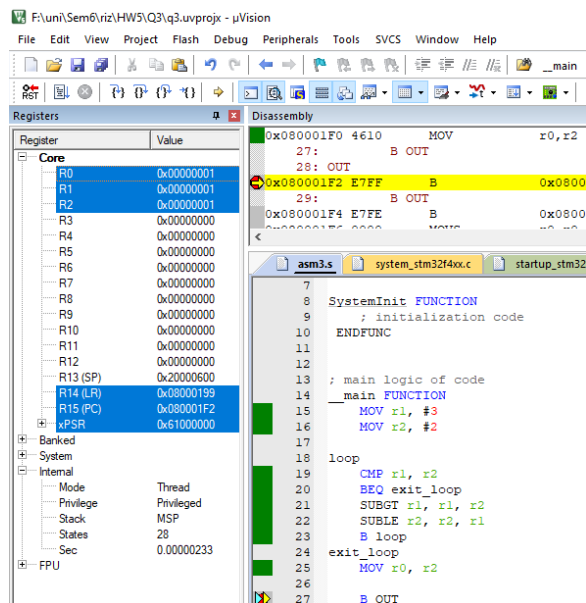 F:\uni\Sem6\riz\HW5\Q3\q3.uvprojx - µVision
File Edit View Project Flash Debug Peripherals Tools SVCS Window Help
__main
RST
Registers
Register Value
Core
R0 0x00000001
R1 0x00000001
R2 0x00000001
R3 0x00000000
R4 0x00000000
R5 0x00000000
R6 0x00000000
R7 0x00000000
R8 0x00000000
R9 0x00000000
R10 0x00000000
R11 0x00000000
R12 0x00000000
R13 (SP) 0x20000600
R14 (LR) 0x08000199
R15 (PC) 0x080001F2
xPSR 0x61000000
Banked
System
Internal
Mode Thread
Privilege Privileged
Stack MSP
States 28
Sec 0.00000233
FPU
Disassembly
0x080001F0 4610 MOV r0,r2
27: B OUT
28: OUT
0x080001F2 E7FF B 0x0800
29: B OUT
0x080001F4 E7FE B 0x0800
asm3.s system_stm32f4xx.c startup_stm32
7
8 SystemInit FUNCTION
9 ; initialization code
10 ENDFUNC
11
12
13 ; main logic of code
14 __main FUNCTION
15 MOV r1, #3
16 MOV r2, #2
17
18 loop
19 CMP r1, r2
20 BEQ exit_loop
21 SUBGT r1, r1, r2
22 SUBLE r2, r2, r1
23 B loop
24 exit_loop
25 MOV r0, r2
26
27 B OUT